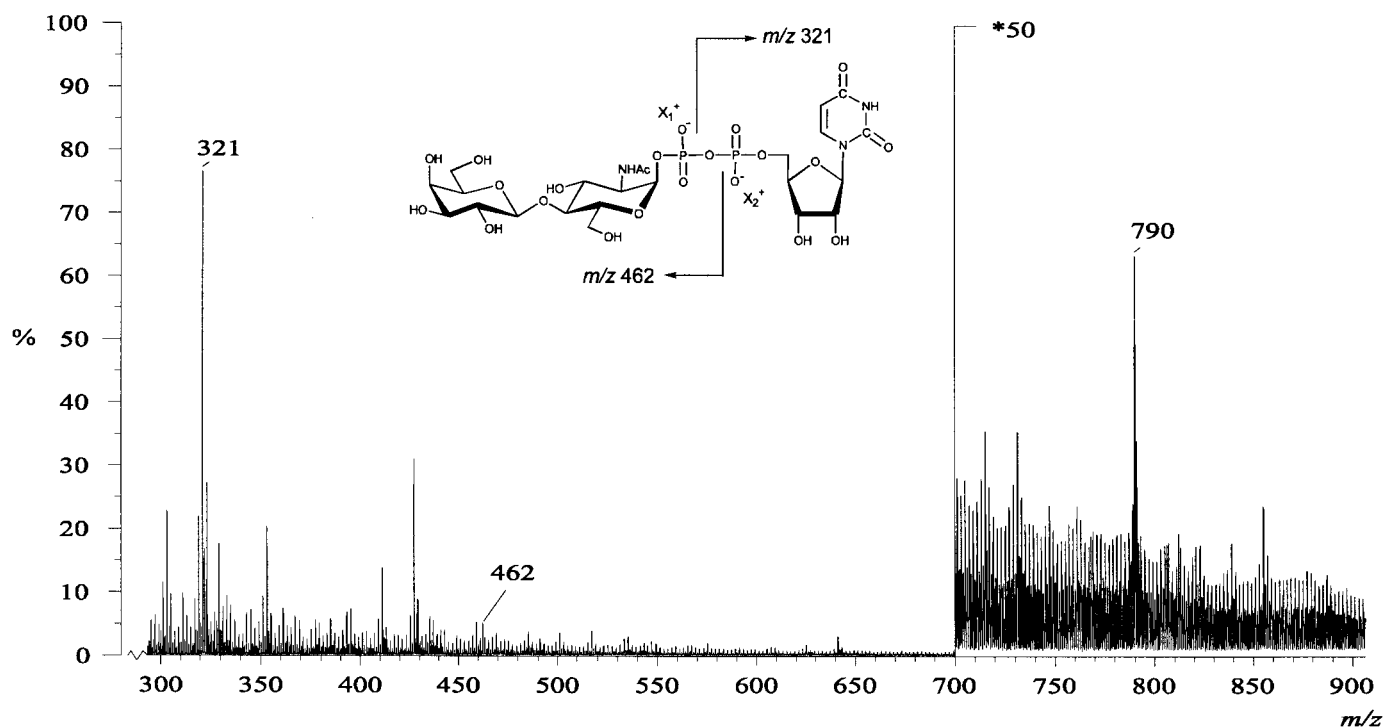 100
90
80
70
60
50
40
30
20
10
0
%
321
462
790
*50
m/z 321
m/z 462
X₁⁺
O⁻
O
OH
OH
O
HO
OH
O
HO
NHAc
O
OH
O
P
O
O
P
O
O⁻
X₂⁺
O
O
OH
OH
O
C
NH
C
O
N
300 350 400 450 500 550 600 650 700 750 800 850 900
m/z